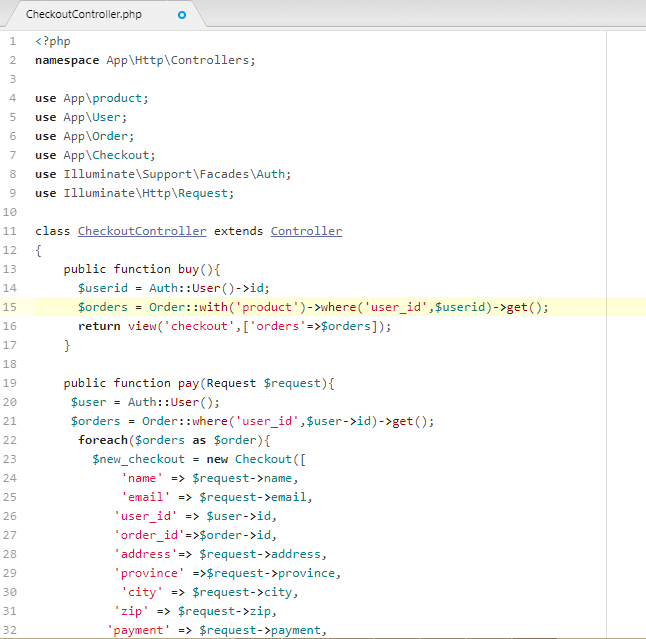 CheckoutController.php
1 <?php
2 namespace App\Http\Controllers;
3
4 use App\product;
5 use App\User;
6 use App\Order;
7 use App\Checkout;
8 use Illuminate\Support\Facades\Auth;
9 use Illuminate\Http\Request;
10
11 class CheckoutController extends Controller
12 {
13     public function buy(){
14       $userid = Auth::User()->id;
15       $orders = Order::with('product')->where('user_id',$userid)->get();
16       return view('checkout',['orders'=>$orders]);
17     }
18
19     public function pay(Request $request){
20      $user = Auth::User();
21      $orders = Order::where('user_id',$user->id)->get();
22       foreach($orders as $order){
23         $new_checkout = new Checkout([
24             'name' => $request->name,
25             'email' => $request->email,
26            'user_id' => $user->id,
27            'order_id'=>$order->id,
28            'address'=> $request->address,
29            'province' =>$request->province,
30             'city' => $request->city,
31            'zip' => $request->zip,
32           'payment' => $request->payment,